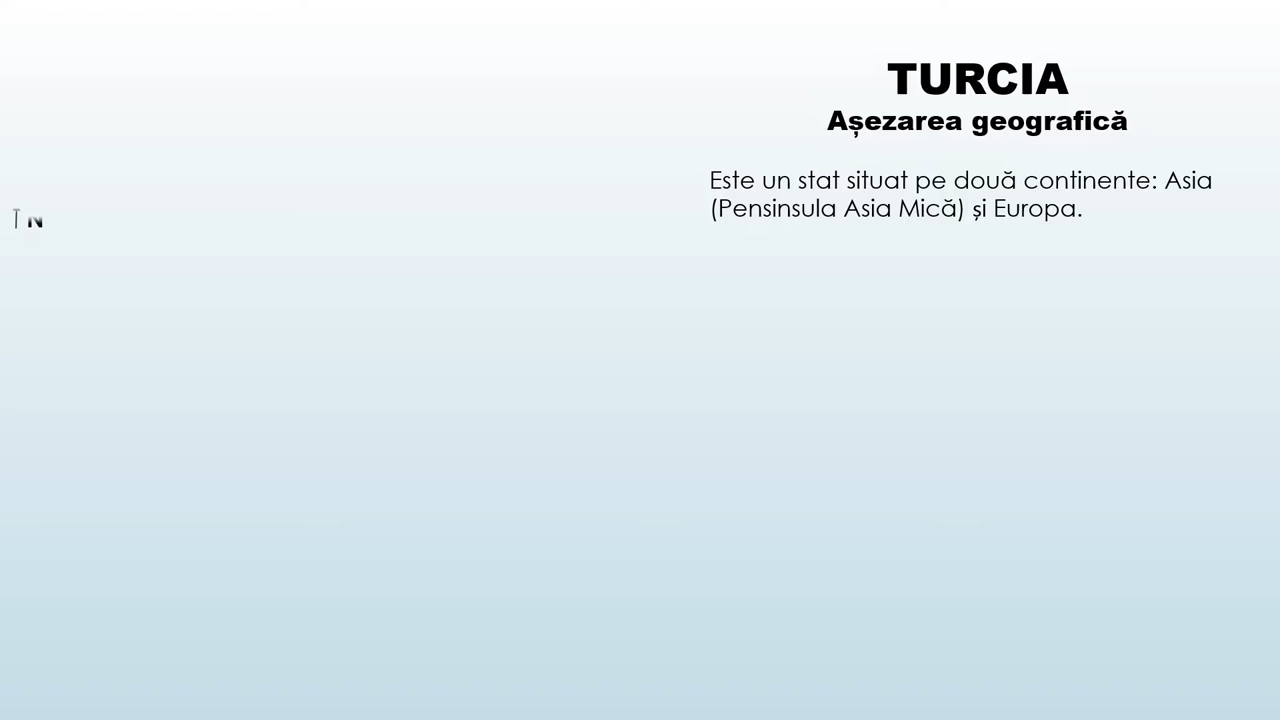 TURCIA
Așezarea geografică
Este un stat situat pe două continente: Asia
(Pensinsula Asia Mică) și Europa.
N